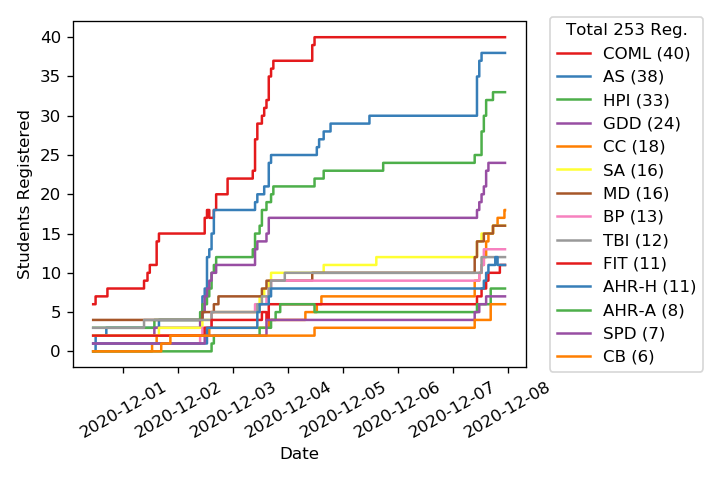 Total 253 Reg.
COML (40)
AS (38)
HPI (33)
GDD (24)
CC (18)
SA (16)
MD (16)
BP (13)
TBI (12)
FIT (11)
AHR-H (11)
AHR-A (8)
SPD (7)
CB (6)
Students Registered
40
35
30
25
20
15
10
5
0
2020-12-01
2020-12-02
2020-12-03
2020-12-04
2020-12-05
2020-12-06
2020-12-07
2020-12-08
Date